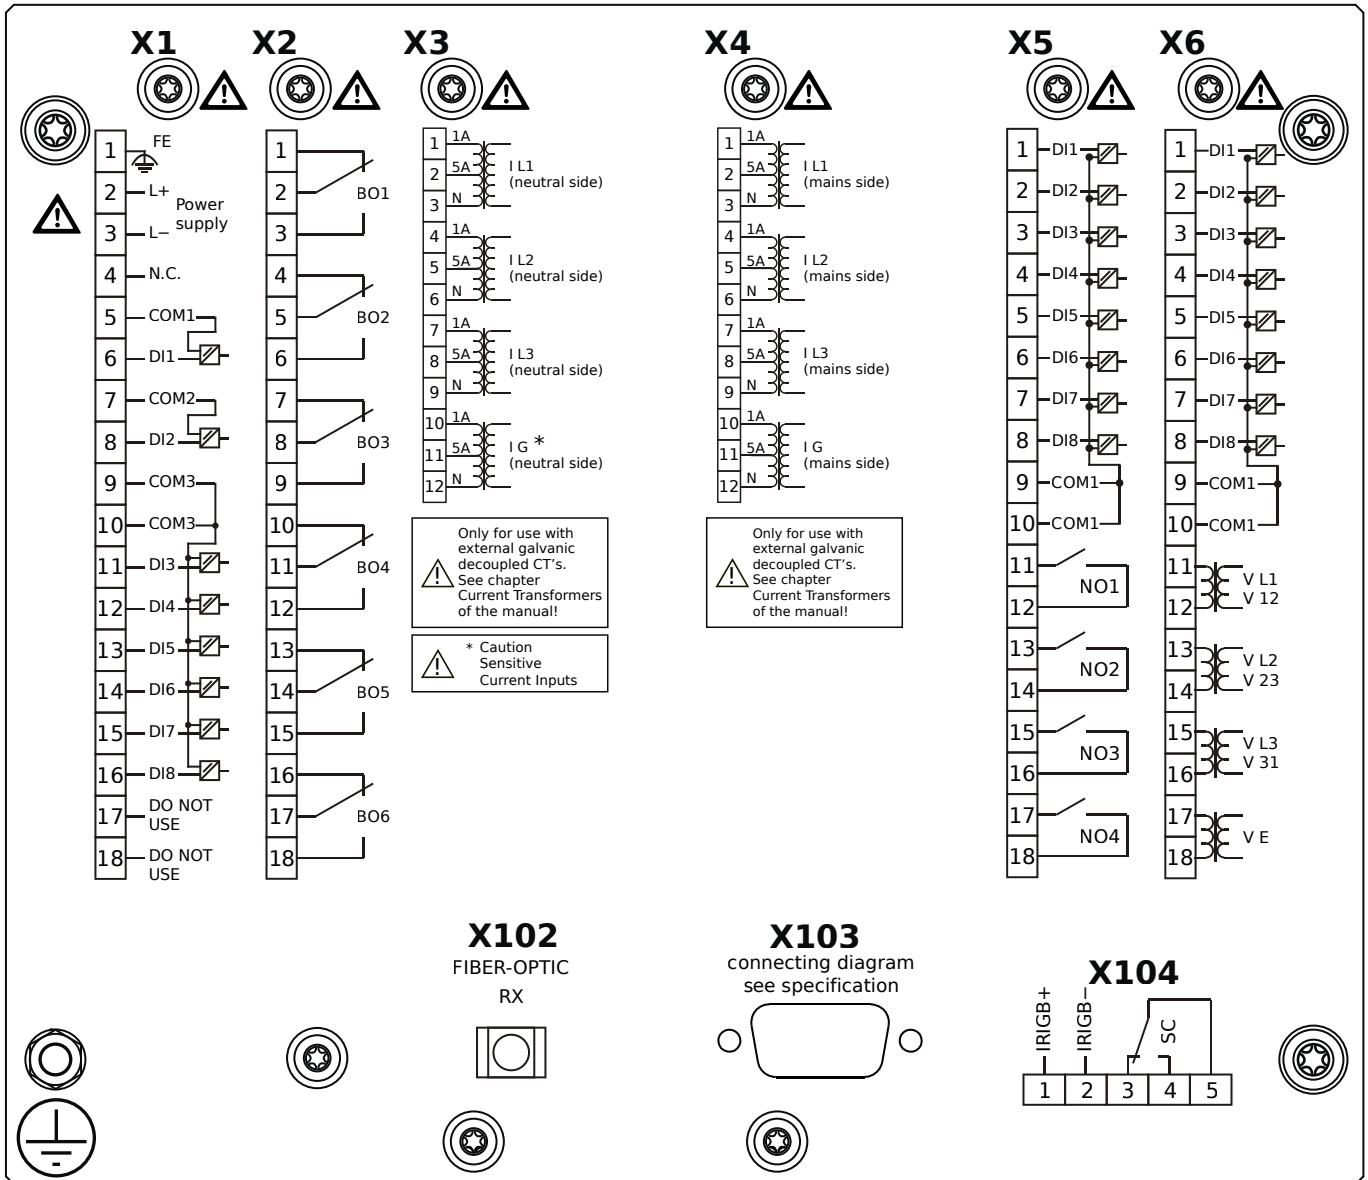 X1
X2
X3
X4
X5
X6
1 FE
2 L+
Power
supply
3 L−
4 N.C.
5 COM1
6 DI1
7 COM2
8 DI2
9 COM3
10 COM3
11 DI3
12 DI4
13 DI5
14 DI6
15 DI7
16 DI8
17 DO NOT
USE
18 DO NOT
USE
1
2 BO1
3
4
5 BO2
6
7
8 BO3
9
10
11 BO4
12
13
14 BO5
15
16
17 BO6
18
1 1A
2 5A
3 N
I L1
(neutral side)
4 1A
5 5A
6 N
I L2
(neutral side)
7 1A
8 5A
9 N
I L3
(neutral side)
10 1A
11 5A
12 N
I G *
(neutral side)
Only for use with
external galvanic
decoupled CT’s.
See chapter
Current Transformers
of the manual!
* Caution
Sensitive
Current Inputs
1 1A
2 5A
3 N
I L1
(mains side)
4 1A
5 5A
6 N
I L2
(mains side)
7 1A
8 5A
9 N
I L3
(mains side)
10 1A
11 5A
12 N
I G
(mains side)
Only for use with
external galvanic
decoupled CT’s.
See chapter
Current Transformers
of the manual!
1 DI1
2 DI2
3 DI3
4 DI4
5 DI5
6 DI6
7 DI7
8 DI8
9 COM1
10 COM1
11
NO1
12
13
NO2
14
15
NO3
16
17
NO4
18
1 DI1
2 DI2
3 DI3
4 DI4
5 DI5
6 DI6
7 DI7
8 DI8
9 COM1
10 COM1
11
V L1
V 12
12
13
V L2
V 23
14
15
V L3
V 31
16
17
V E
18
X102
FIBER-OPTIC
RX
X103
connecting diagram
see specification
X104
IRIGB+
IRIGB−
SC
1 2 3 4 5